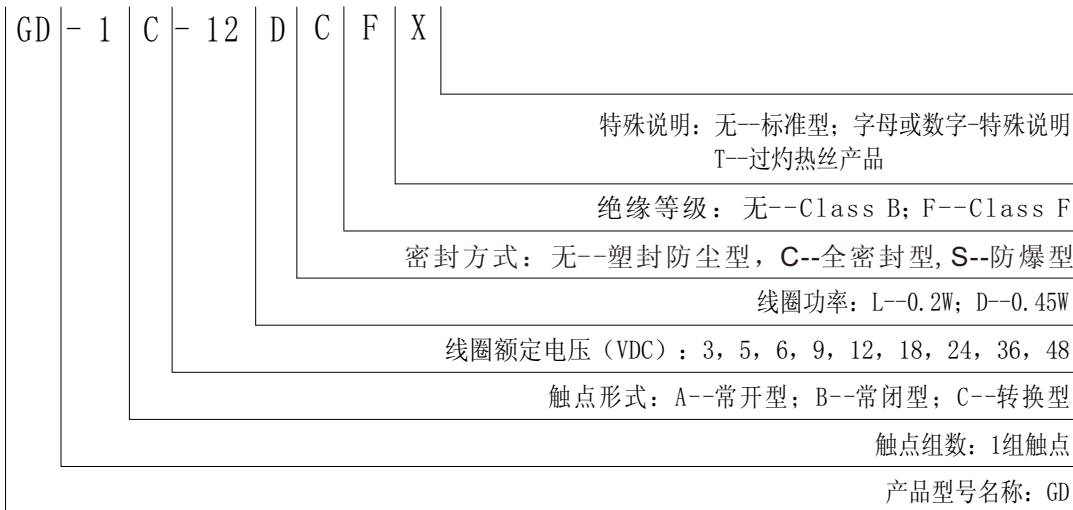 GD - 1 C - 12 D C F X
特殊说明：无--标准型；字母或数字-特殊说明
T--过灼热丝产品
绝缘等级：无--Class B；F--Class F
密封方式：无--塑封防尘型，C--全密封型,S--防爆型
线圈功率：L--0.2W；D--0.45W
线圈额定电压（VDC）：3，5，6，9，12，18，24，36，48
触点形式：A--常开型；B--常闭型；C--转换型
触点组数：1组触点
产品型号名称：GD